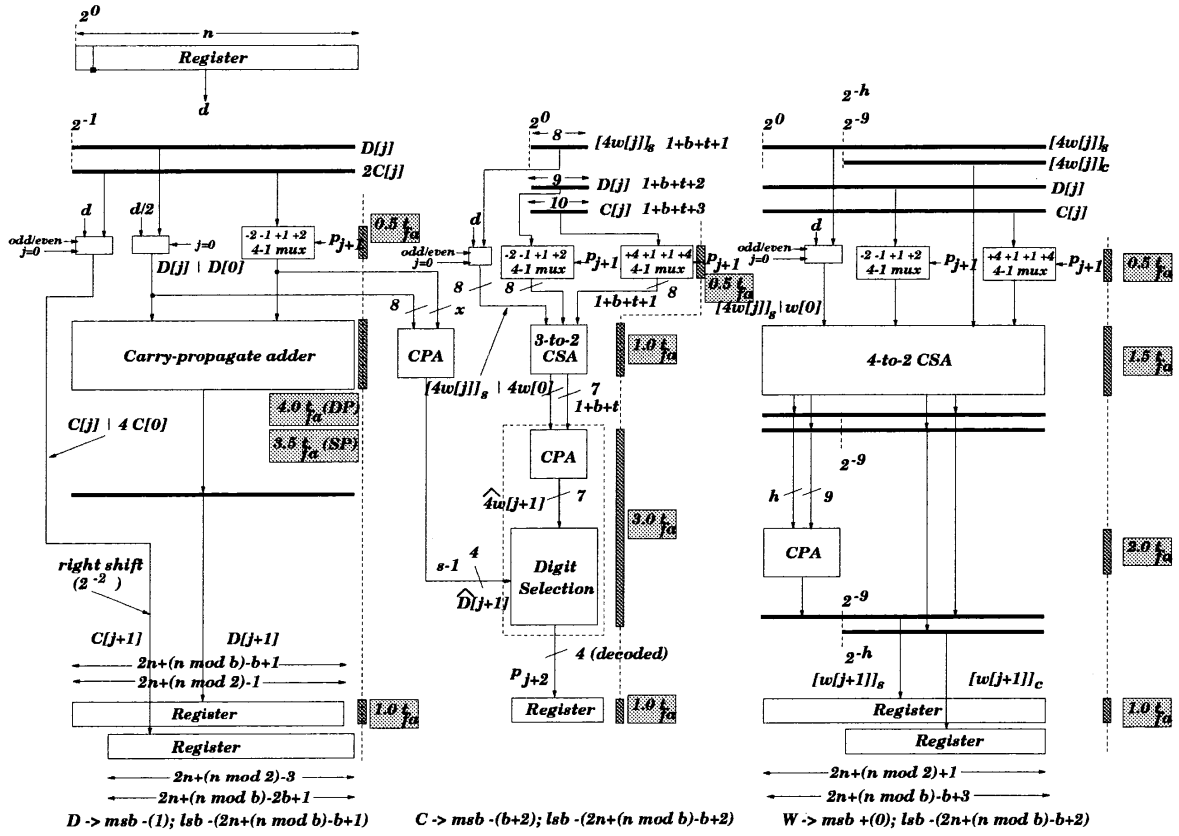 2^0
n
Register
d
2^-1
D[j]
2C[j]
d
d/2
odd/even
j=0
j=0
-2 -1 +1 +2
4-1 mux
P_j+1
0.5 t_fa
D[j] | D[0]
8
x
Carry-propagate adder
CPA
4.0 t_fa (DP)
3.5 t_fa (SP)
C[j] | 4 C[0]
right shift
(2^-2 )
C[j+1]
D[j+1]
2n+(n mod b)-b+1
2n+(n mod 2)-1
Register
1.0 t_fa
Register
2n+(n mod 2)-3
2n+(n mod b)-2b+1
2^0
8
[4w[j]]_s 1+b+t+1
9
D[j] 1+b+t+2
10
C[j] 1+b+t+3
d
odd/even
j=0
-2 -1 +1 +2
4-1 mux
P_j+1
+4 +1 +1 +4
4-1 mux
P_j+1
0.5 t_fa
8
8
8
1+b+t+1
3-to-2
CSA
1.0 t_fa
[4w[j]]_s | 4w[0]
7
1+b+t
CPA
4ŵ[j+1]
7
3.0 t_fa
s-1
4
D̂[j+1]
Digit
Selection
4 (decoded)
P_j+2
Register
1.0 t_fa
2^-h
2^0
2^-9
[4w[j]]_s
[4w[j]]_c
D[j]
C[j]
d
odd/even
j=0
-2 -1 +1 +2
4-1 mux
P_j+1
+4 +1 +1 +4
4-1 mux
P_j+1
0.5 t_fa
[4w[j]]_s | w[0]
4-to-2 CSA
1.5 t_fa
2^-9
h
9
CPA
2.0 t_fa
2^-9
2^-h
[w[j+1]]_s
[w[j+1]]_c
Register
1.0 t_fa
Register
2n+(n mod 2)+1
2n+(n mod b)-b+3
D -> msb -(1); lsb -(2n+(n mod b)-b+1)
C -> msb -(b+2); lsb -(2n+(n mod b)-b+2)
W -> msb +(0); lsb -(2n+(n mod b)-b+2)